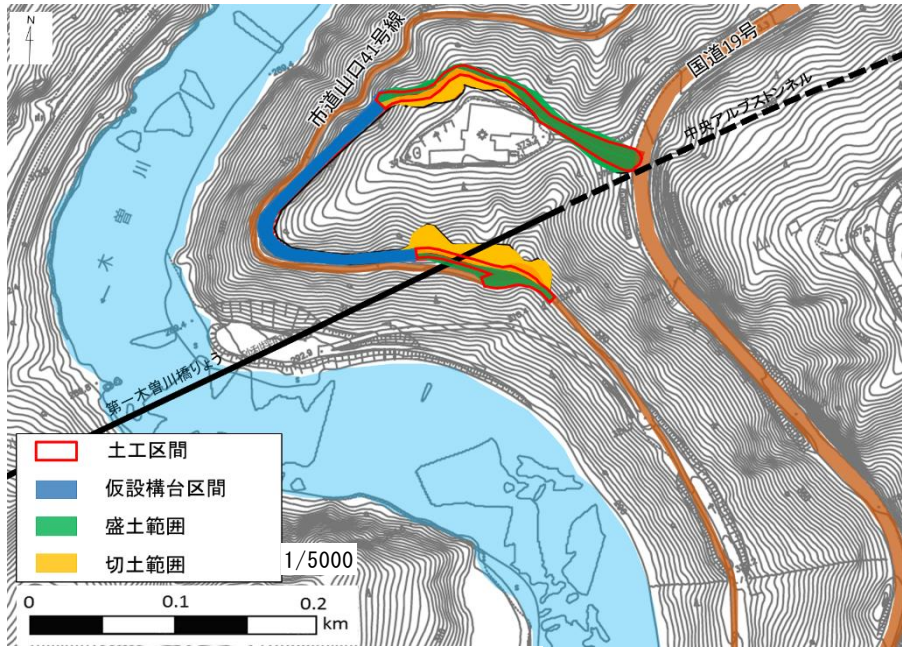 N
市道山口41号線
国道19号
中央アルプストンネル
木曽川
第一木曽川橋りょう
土工区間
仮設構台区間
盛土範囲
切土範囲
1/5000
0 0.1 0.2
km